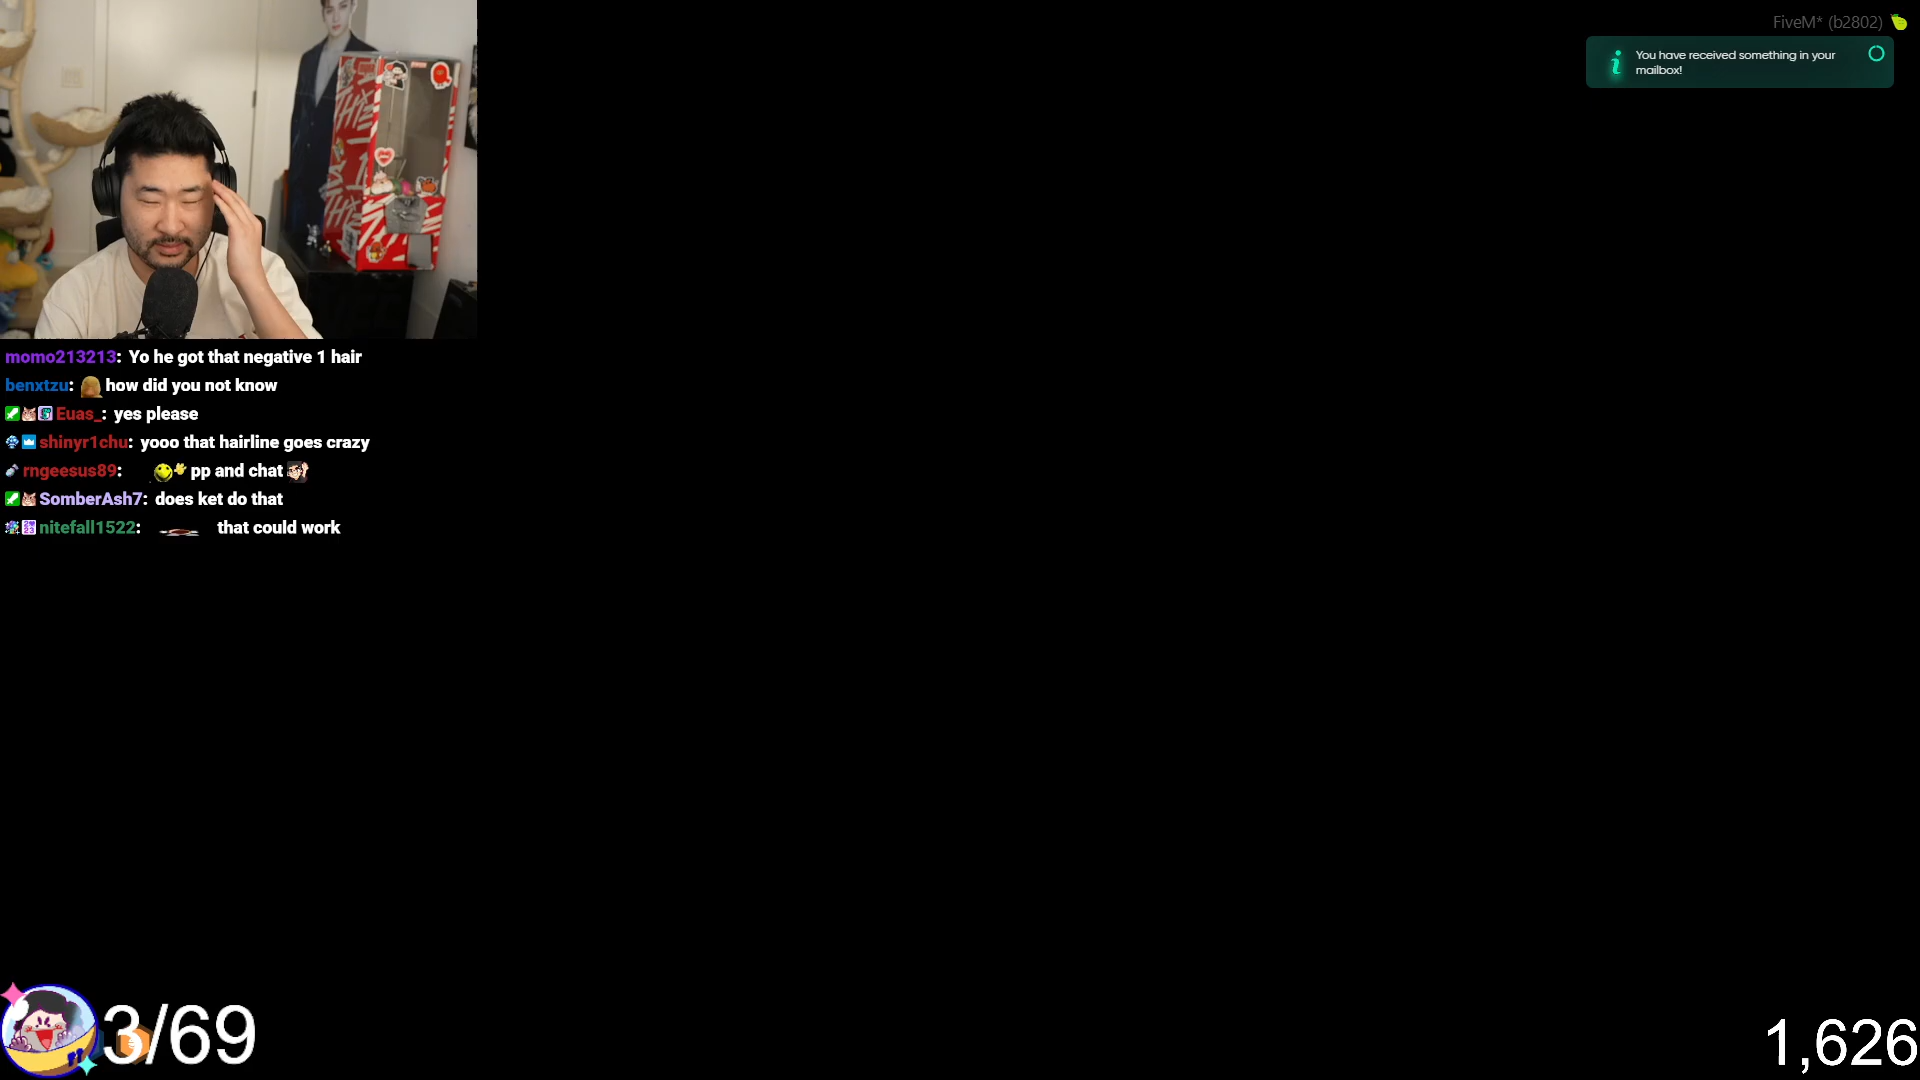 FiveM* (b2802)
You have received something in your
mailbox!
momo213213: Yo he got that negative 1 hair
benxtzu: how did you not know
Euas_: yes please
shinyr1chu: yooo that hairline goes crazy
rngeesus89: pp and chat
SomberAsh7: does ket do that
nitefall1522: that could work
3/69
1,626